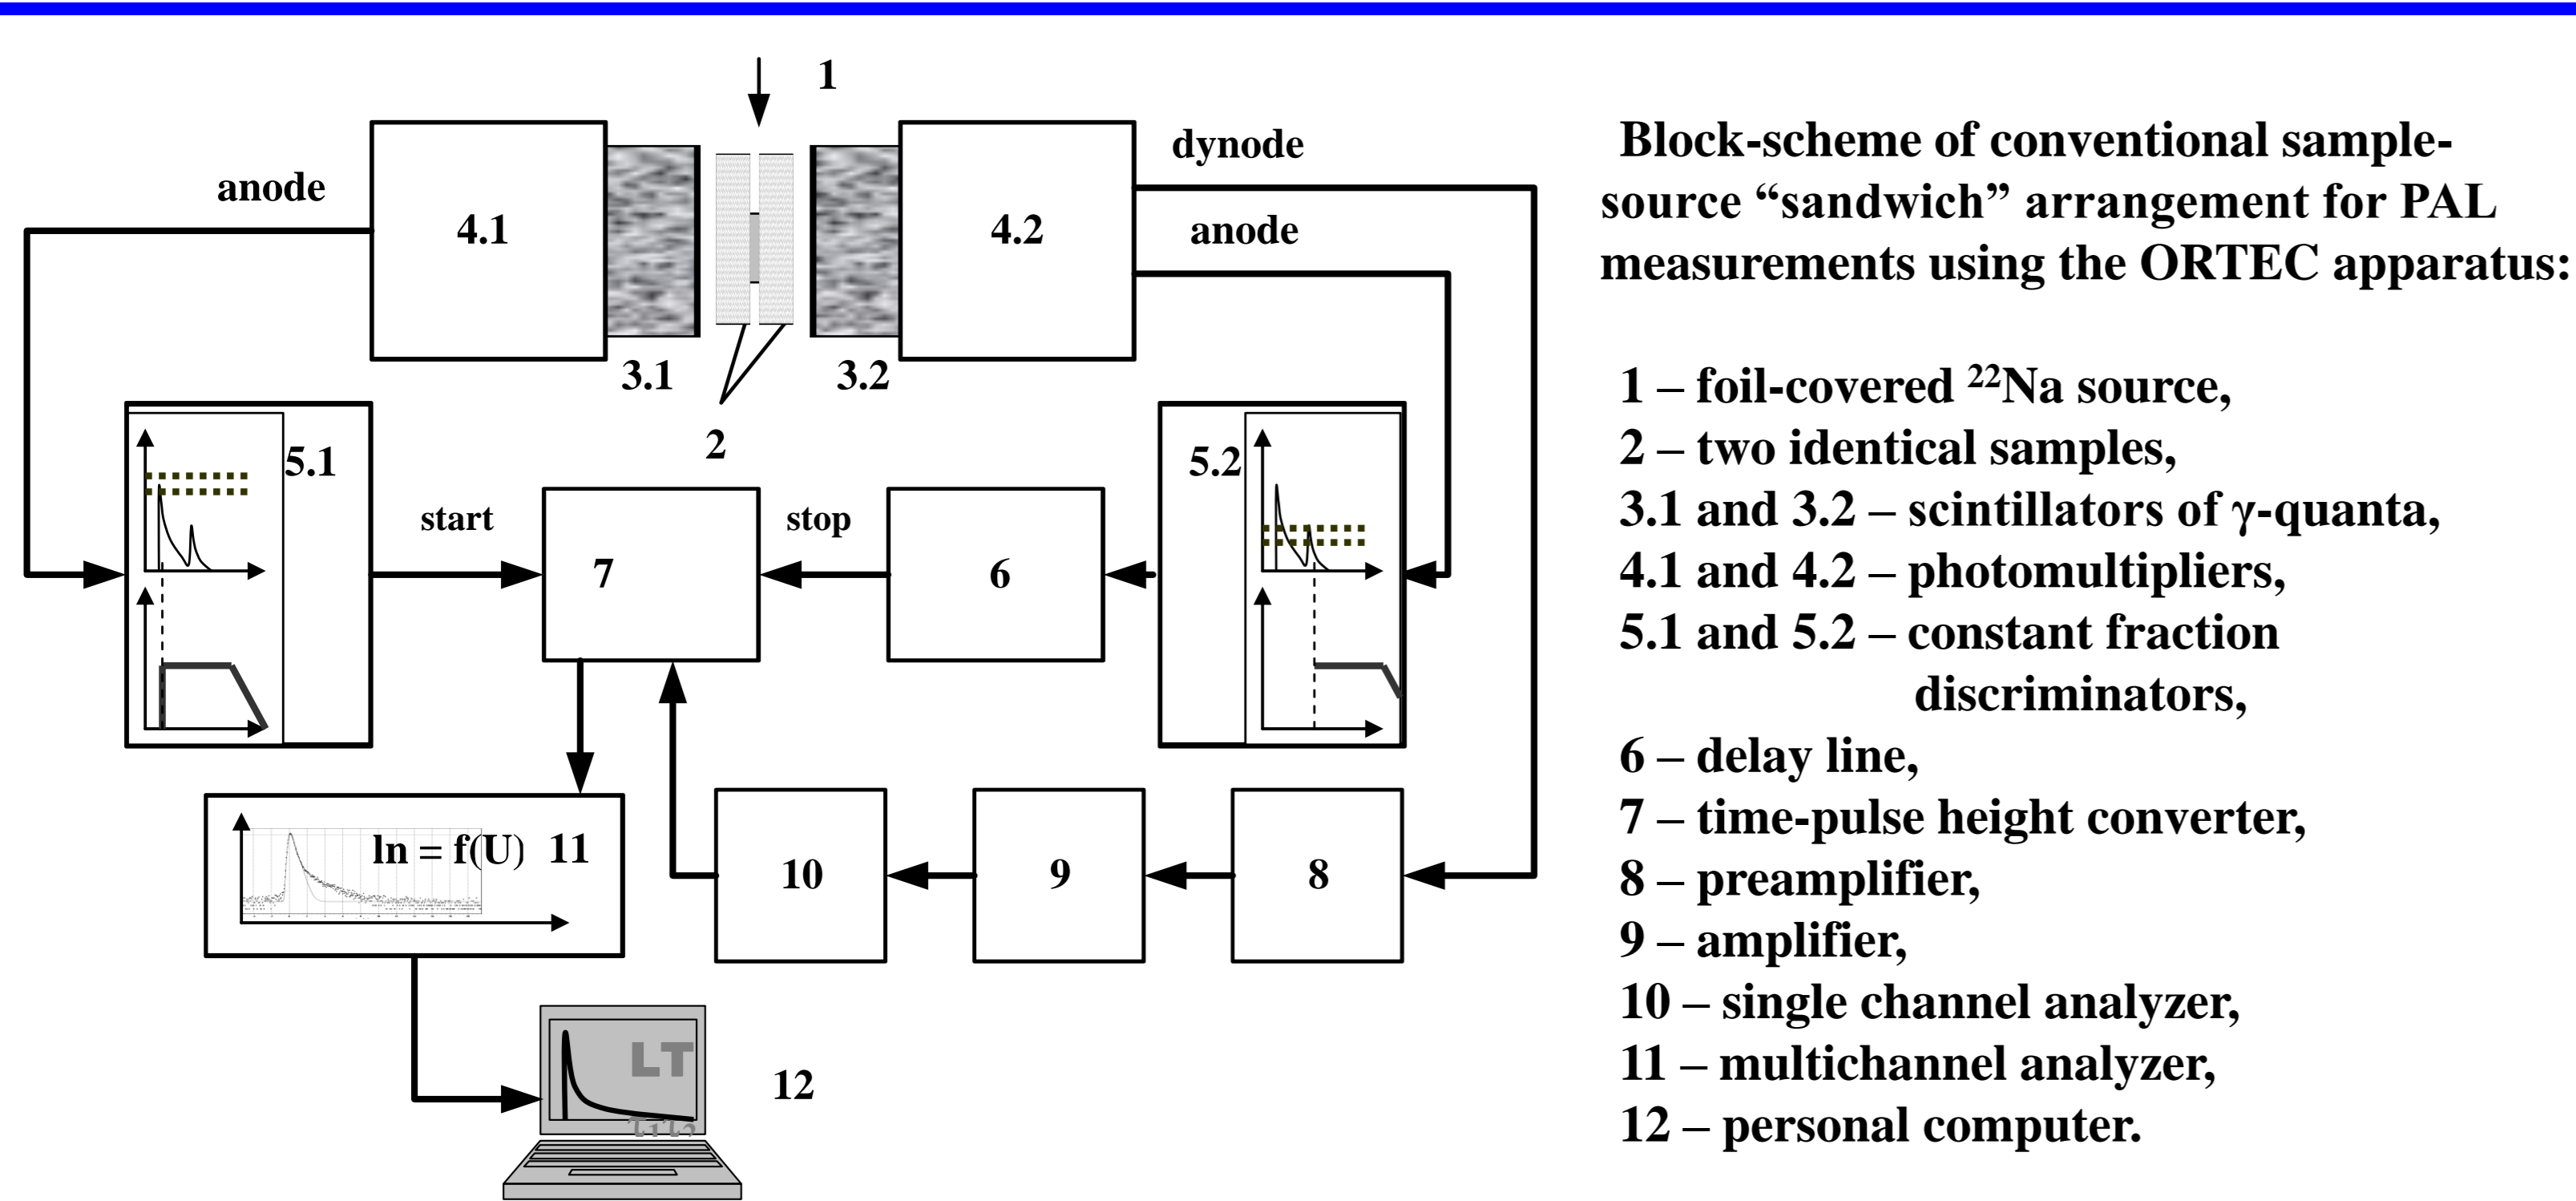 1
dynode
anode
anode
4.1
4.2
3.1
3.2
2
5.1
5.2
start
stop
7
6
ln = f(U) 11
10
9
8
LT
τ1τ2
12
Block-scheme of conventional sample-
source “sandwich” arrangement for PAL
measurements using the ORTEC apparatus:
1 – foil-covered ²²Na source,
2 – two identical samples,
3.1 and 3.2 – scintillators of γ-quanta,
4.1 and 4.2 – photomultipliers,
5.1 and 5.2 – constant fraction
discriminators,
6 – delay line,
7 – time-pulse height converter,
8 – preamplifier,
9 – amplifier,
10 – single channel analyzer,
11 – multichannel analyzer,
12 – personal computer.